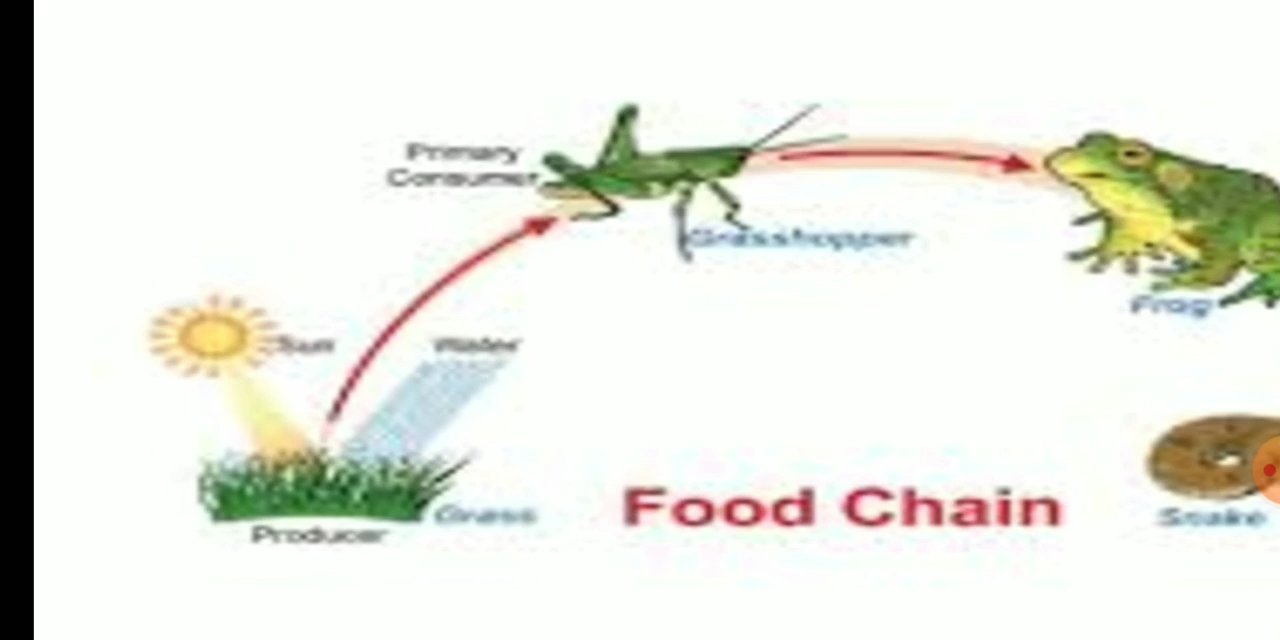 Primary
Consumer
Grasshopper
Frog
Sun
Water
Grass
Producer
Food Chain
Snake